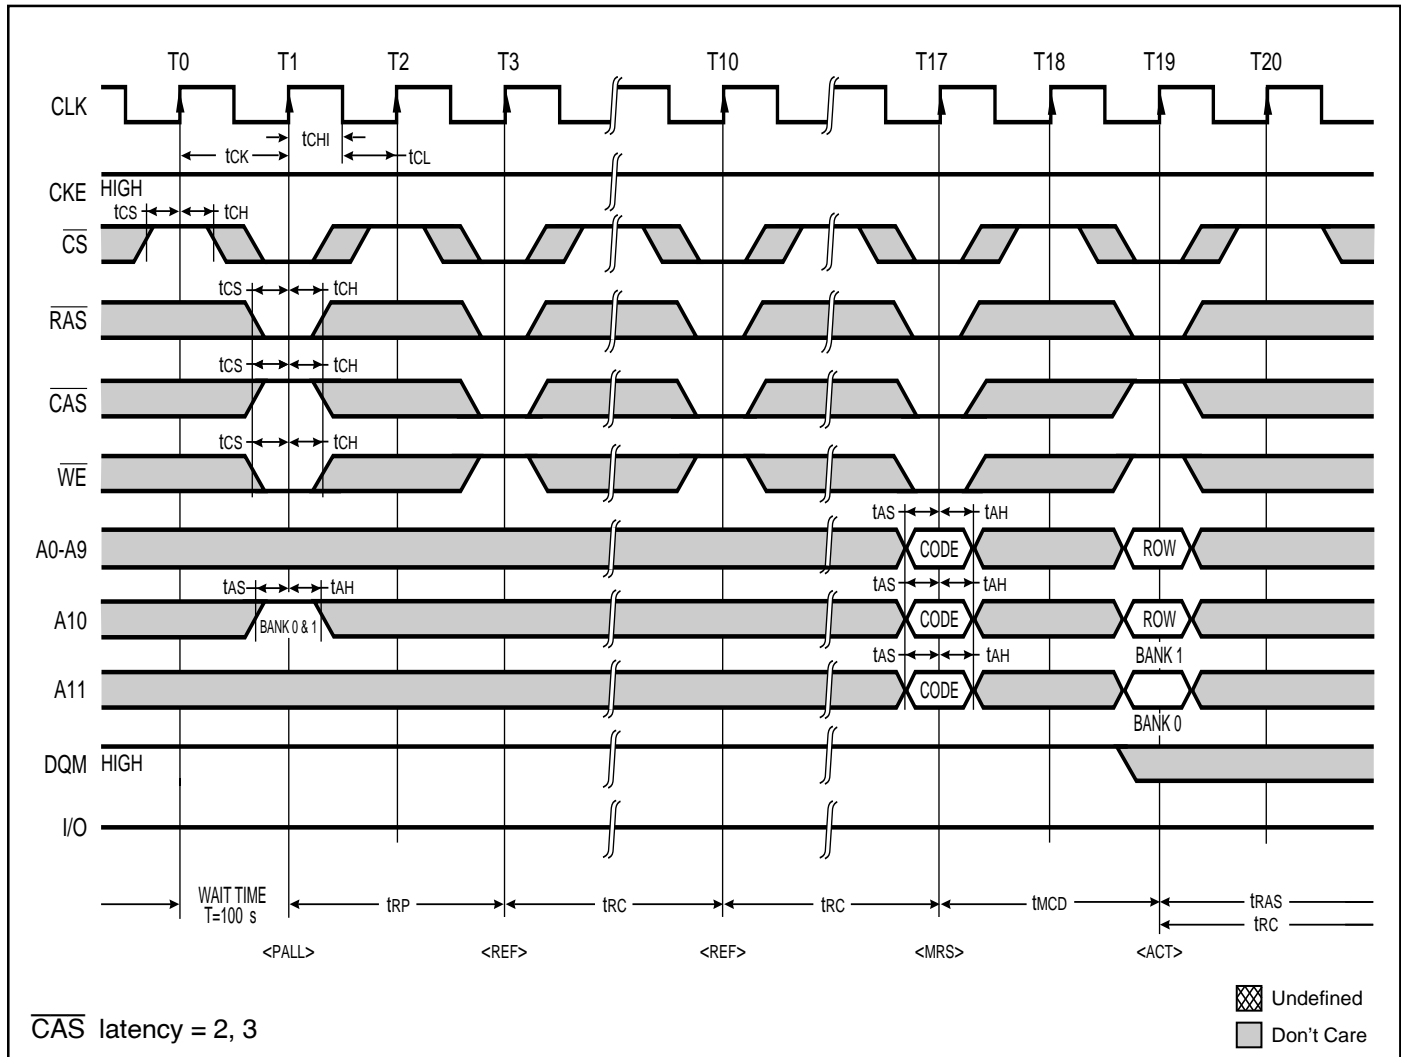 T0 T1 T2 T3 T10 T17 T18 T19 T20
CLK
tCHI
tCK tCL
CKE HIGH
tCS tCH
CS
tCS tCH
RAS
tCS tCH
CAS
tCS tCH
WE
tAS tAH
A0-A9 CODE ROW
tAS tAH tAS tAH
A10 BANK 0 & 1 CODE ROW
tAS tAH BANK 1
A11 CODE
BANK 0
DQM HIGH
I/O
WAIT TIME
T=100 s
tRP tRC tRC tMCD tRAS
tRC
<PALL> <REF> <REF> <MRS> <ACT>
Undefined
CAS latency = 2, 3
Don't Care